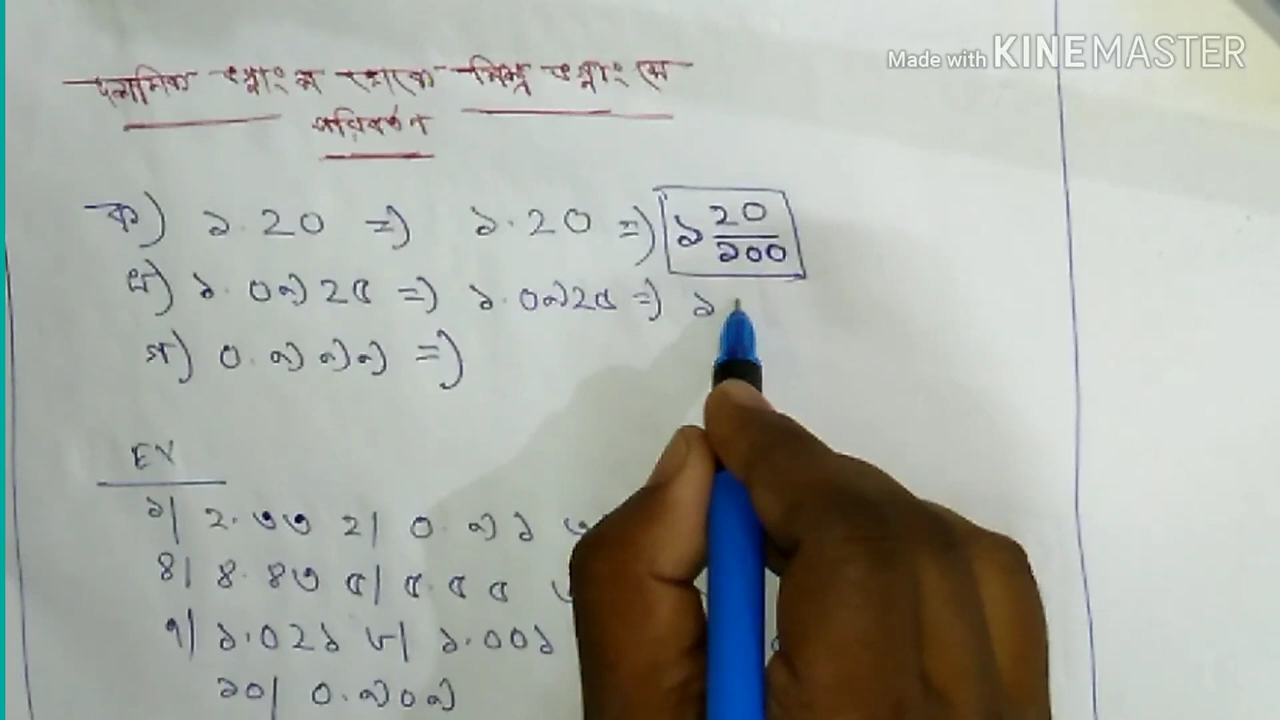 Made with KINEMASTER
দশমিক ভগ্নাংশ থেকে মিশ্র ভগ্নাংশে
পরিবর্তন
ক) ১.২০ => ১.২০ => ১ ২০/১০০
খ) ১.০৯২৫ => ১.০৯২৫ => ১
গ) ০.৯৯৯ =>
EX
১| ২.৩৩ ২| ০.৯১
৪| ৪.৪৩ ৫| ৫.৫৫
৭| ১.০২১ ৮| ১.০০১
১০| ০.৯০৯